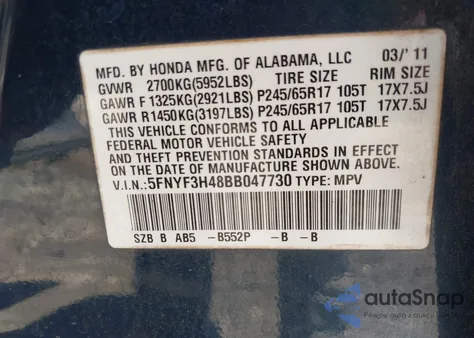 MFD. BY HONDA MFG. OF ALABAMA, LLC 03/'11
GVWR 2700KG(5952LBS) TIRE SIZE RIM SIZE
GAWR F 1325KG(2921LBS) P245/65R17 105T 17X7.5J
GAWR R1450KG(3197LBS) P245/65R17 105T 17X7.5J
THIS VEHICLE CONFORMS TO ALL APPLICABLE
FEDERAL MOTOR VEHICLE SAFETY
AND THEFT PREVENTION STANDARDS IN EFFECT
ON THE DATE OF MANUFACTURE SHOWN ABOVE.
V.I.N.:5FNYF3H48BB047730 TYPE: MPV
SZB B AB5 -B552P -B -B
autoSnap